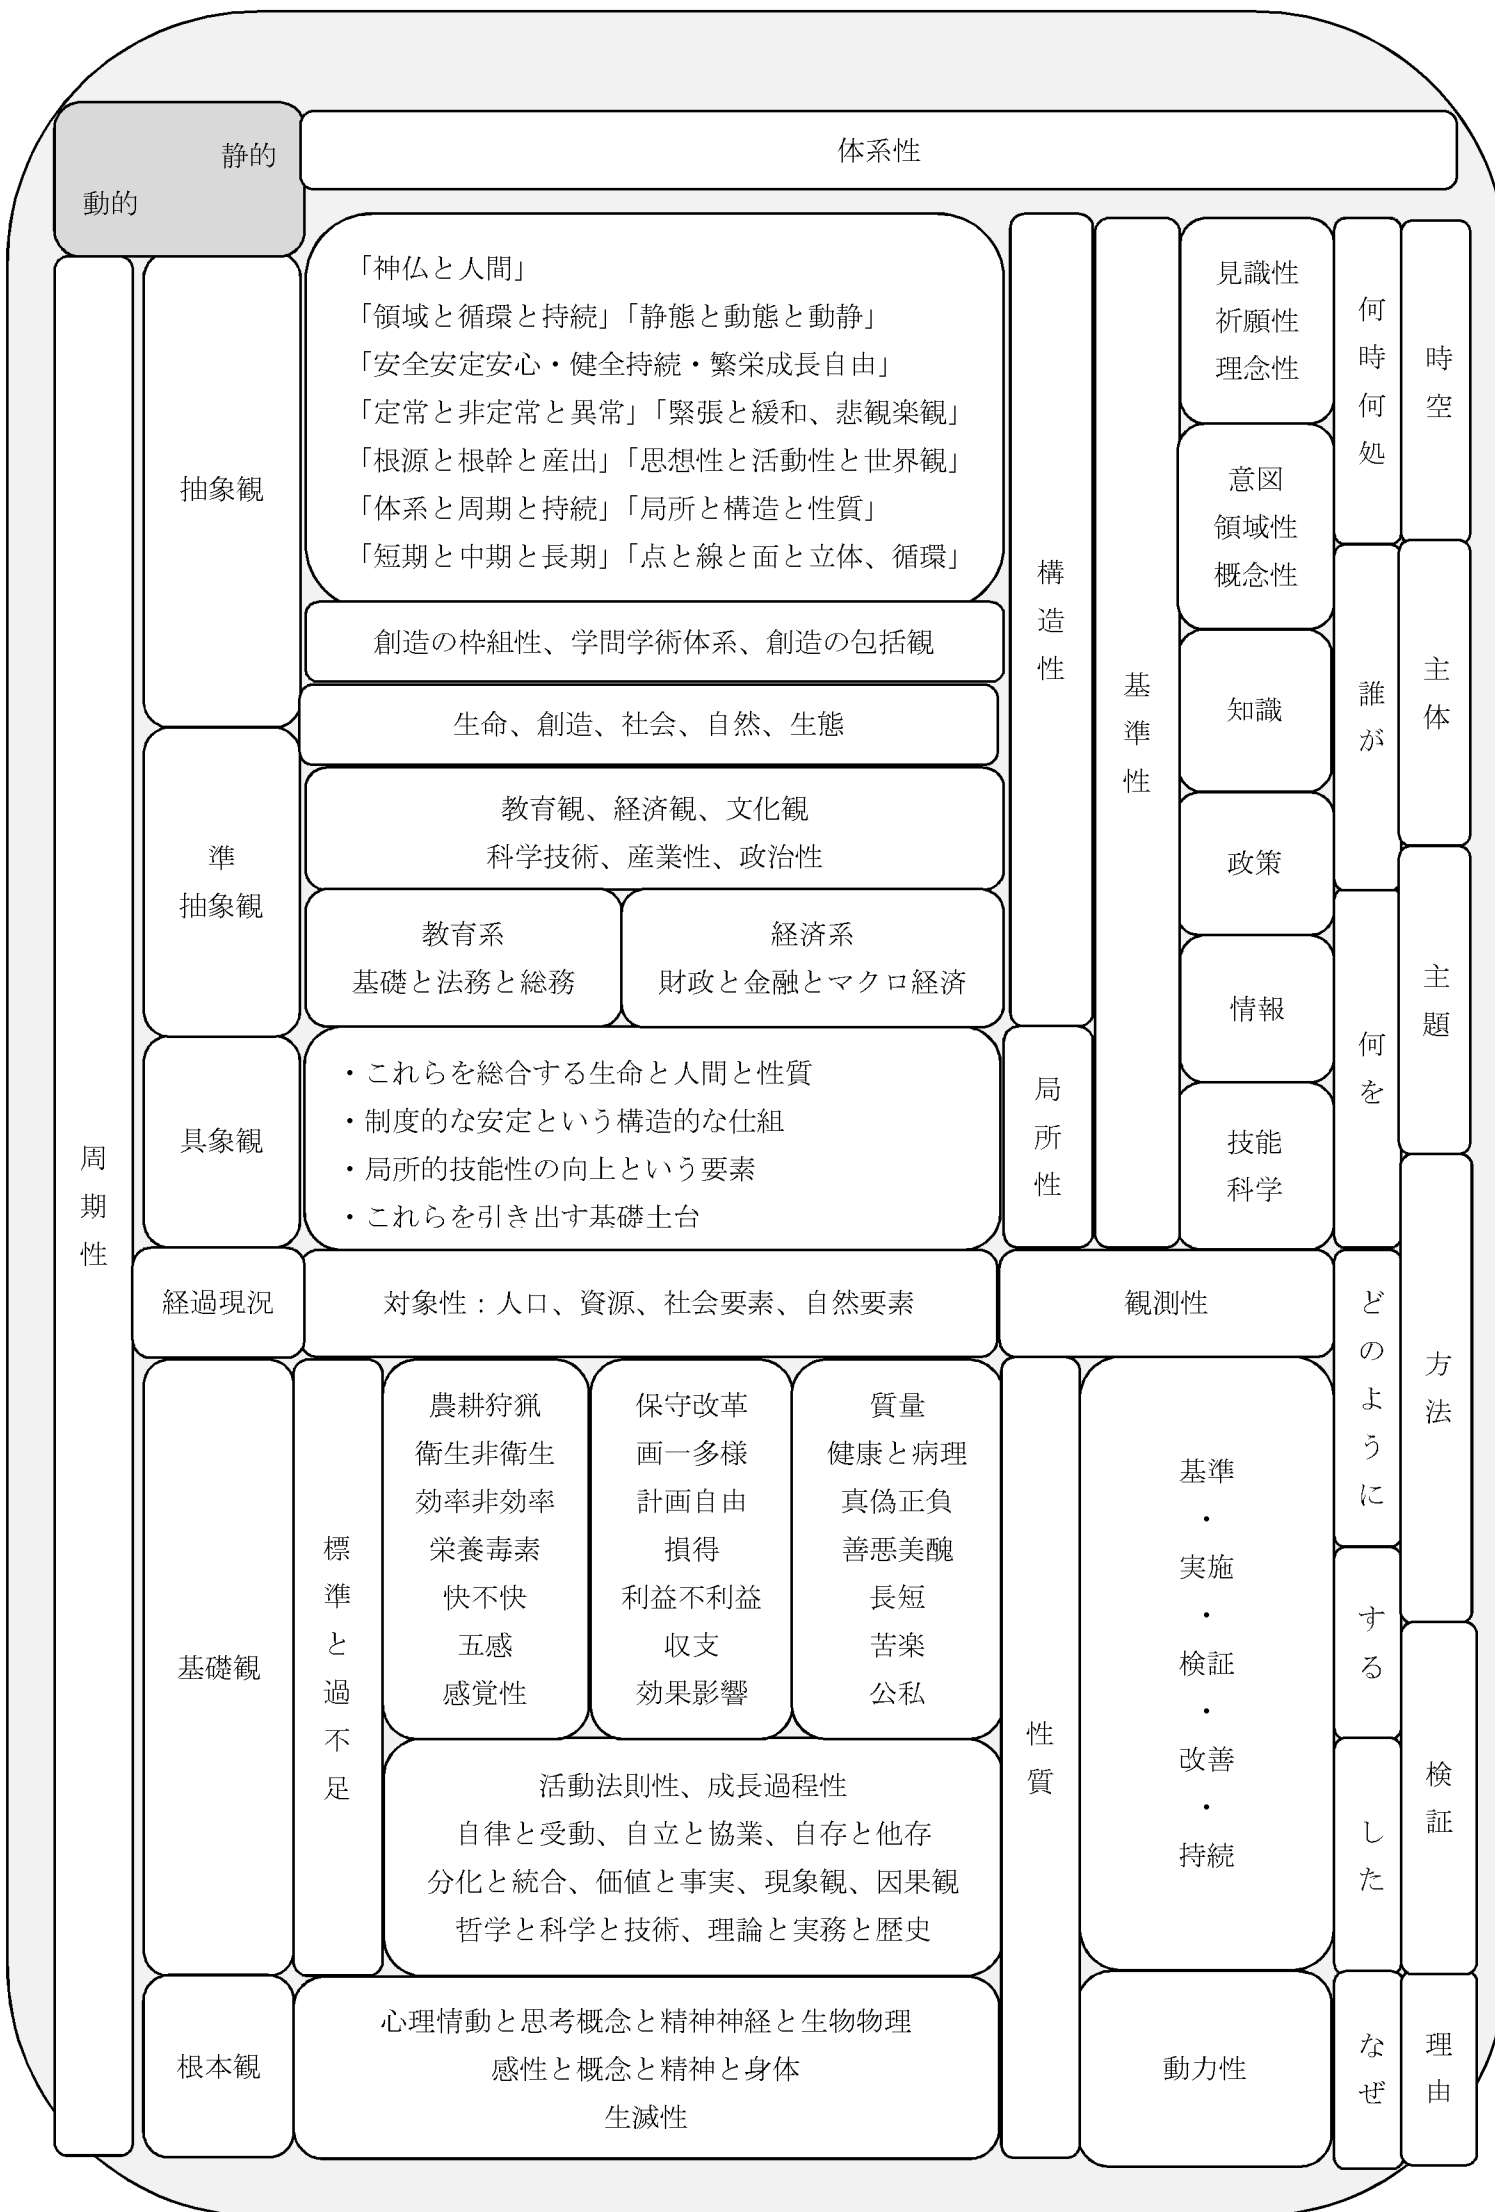 静的
動的
体系性
周期性
抽象観
「神仏と人間」
「領域と循環と持続」「静態と動態と動静」
「安全安定安心・健全持続・繁栄成長自由」
「定常と非定常と異常」「緊張と緩和、悲観楽観」
「根源と根幹と産出」「思想性と活動性と世界観」
「体系と周期と持続」「局所と構造と性質」
「短期と中期と長期」「点と線と面と立体、循環」
創造の枠組性、学問学術体系、創造の包括観
生命、創造、社会、自然、生態
準
抽象観
教育観、経済観、文化観
科学技術、産業性、政治性
教育系
基礎と法務と総務
経済系
財政と金融とマクロ経済
具象観
・これらを総合する生命と人間と性質
・制度的な安定という構造的な仕組
・局所的技能性の向上という要素
・これらを引き出す基礎土台
構造性
局所性
基準性
見識性
祈願性
理念性
意図
領域性
概念性
知識
政策
情報
技能
科学
何時何処
誰が
何を
どのように
する
した
なぜ
時空
主体
主題
方法
検証
理由
経過現況
対象性：人口、資源、社会要素、自然要素
観測性
基礎観
標準と過不足
農耕狩猟
衛生非衛生
効率非効率
栄養毒素
快不快
五感
感覚性
保守改革
画一多様
計画自由
損得
利益不利益
収支
効果影響
質量
健康と病理
真偽正負
善悪美醜
長短
苦楽
公私
活動法則性、成長過程性
自律と受動、自立と協業、自存と他存
分化と統合、価値と事実、現象観、因果観
哲学と科学と技術、理論と実務と歴史
性質
基準
・
実施
・
検証
・
改善
・
持続
根本観
心理情動と思考概念と精神神経と生物物理
感性と概念と精神と身体
生滅性
動力性